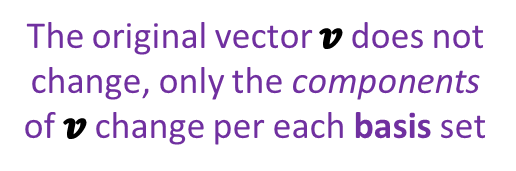 The original vector v does not
change, only the components
of v change per each basis set